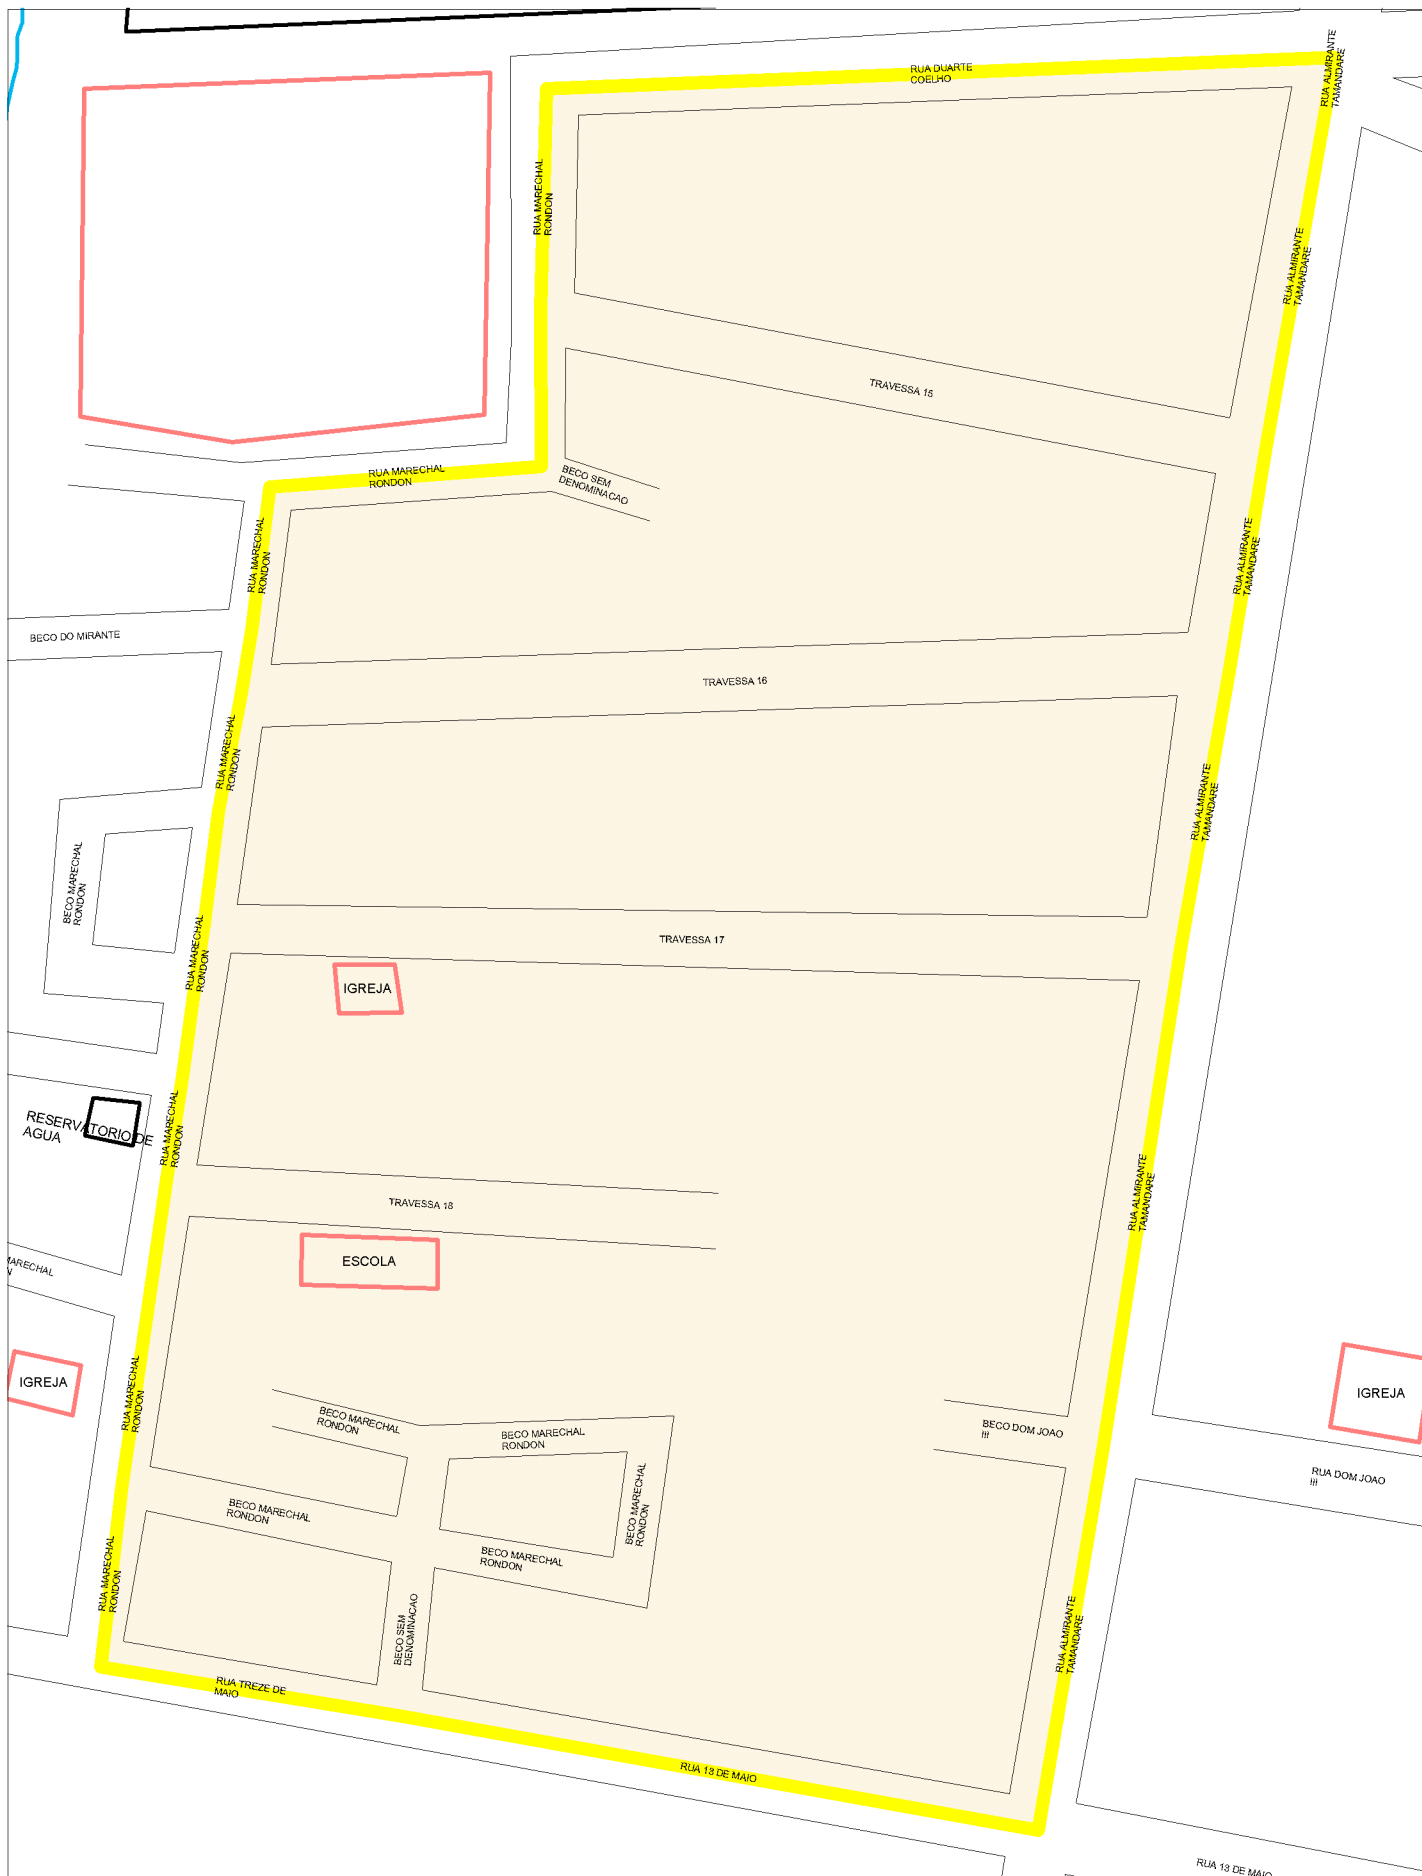 RUA DUARTE
COELHO
RUA ALMIRANTE
TAMANDARE
RUA MARECHAL
RONDON
RUA ALMIRANTE
TAMANDARE
TRAVESSA 15
RUA MARECHAL
RONDON
BECO SEM
DENOMINACAO
RUA MARECHAL
RONDON
RUA ALMIRANTE
TAMANDARE
BECO DO MIRANTE
TRAVESSA 16
RUA MARECHAL
RONDON
RUA ALMIRANTE
TAMANDARE
BECO MARECHAL
RONDON
TRAVESSA 17
RUA MARECHAL
RONDON
IGREJA
RESERVATORIO DE
AGUA
RUA MARECHAL
RONDON
TRAVESSA 18
RUA ALMIRANTE
TAMANDARE
ESCOLA
MARECHAL
N
IGREJA
RUA MARECHAL
RONDON
IGREJA
BECO MARECHAL
RONDON
BECO MARECHAL
RONDON
BECO DOM JOAO
III
RUA DOM JOAO
III
BECO MARECHAL
RONDON
BECO MARECHAL
RONDON
BECO MARECHAL
RONDON
RUA MARECHAL
RONDON
BECO SEM
DENOMINACAO
RUA ALMIRANTE
TAMANDARE
RUA TREZE DE
MAIO
RUA 13 DE MAIO
RUA 13 DE MAIO